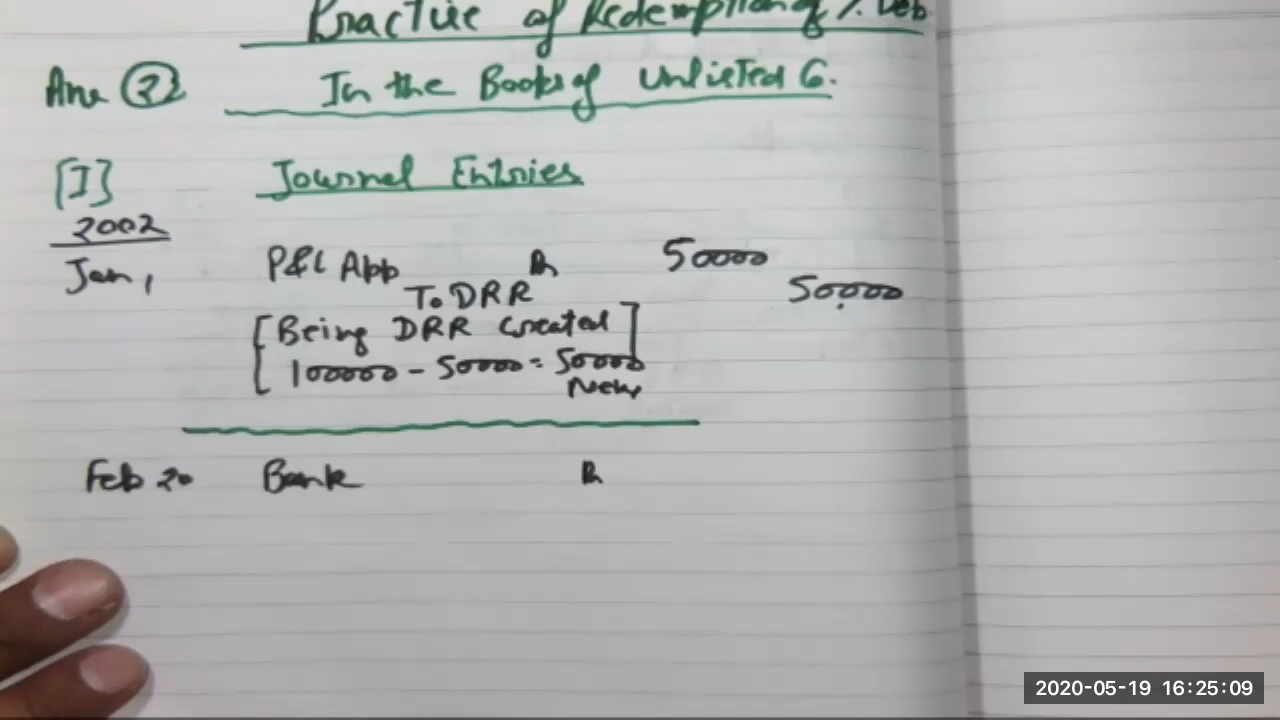 Practice of Redemption of % Deb
Ans 22 In the Books of Unlisted Co.
[I] Journal Entries
2002
Jan 1 P&L App Dr 50000
To DRR 50000
[Being DRR created]
[100000 - 50000 = 50000
New
Feb 20 Bank Dr
2020-05-19 16:25:09